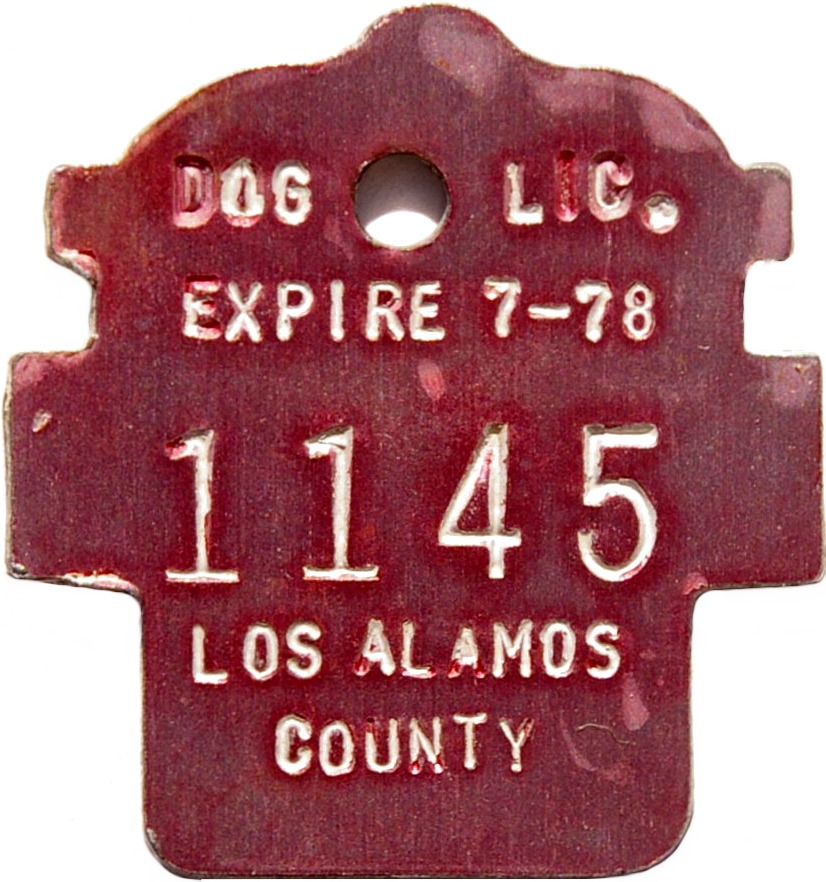 DOG LIC.
EXPIRE 7-78
1145
LOS ALAMOS
COUNTY